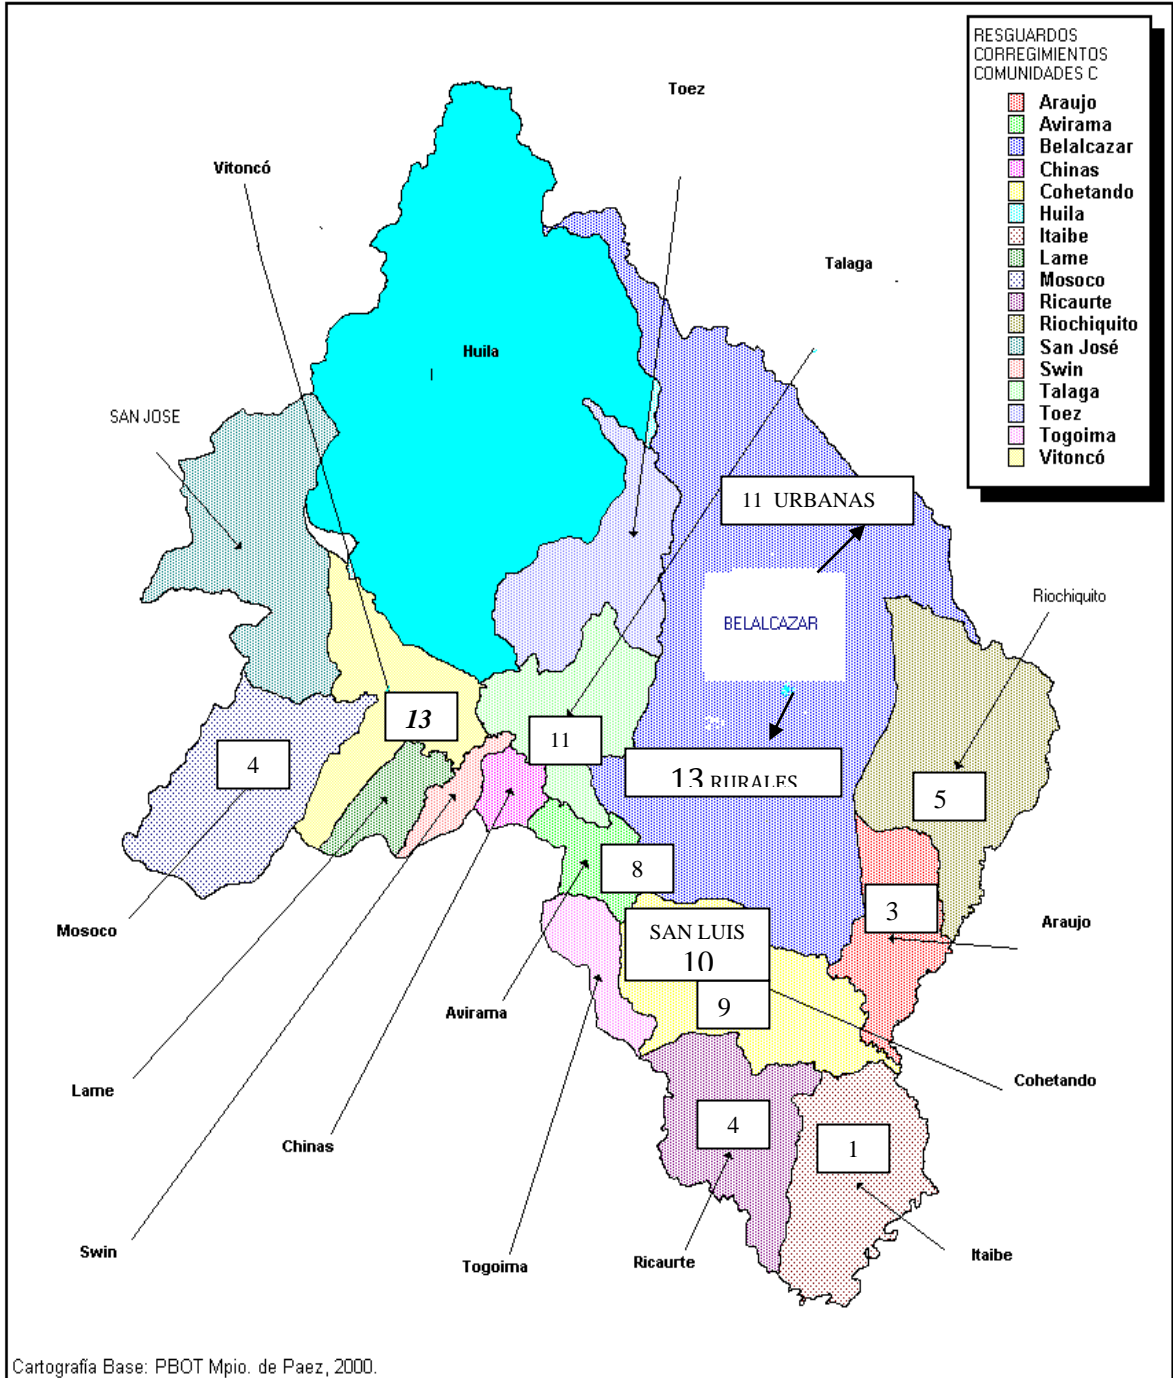 RESGUARDOS
CORREGIMIENTOS
COMUNIDADES C
Araujo
Avirama
Belalcazar
Chinas
Cohetando
Huila
Itaibe
Lame
Mosoco
Ricaurte
Riochiquito
San José
Swin
Talaga
Toez
Togoima
Vitoncó
Toez
Vitoncó
Talaga
Huila
SAN JOSE
11 URBANAS
Riochiquito
BELALCAZAR
13
11
4
13 RURALES
5
8
3
Mosoco
SAN LUIS
10
Araujo
9
Avirama
Lame
Cohetando
4
1
Chinas
Swin
Togoima
Ricaurte
Itaibe
Cartografía Base: PBOT Mpio. de Paez, 2000.